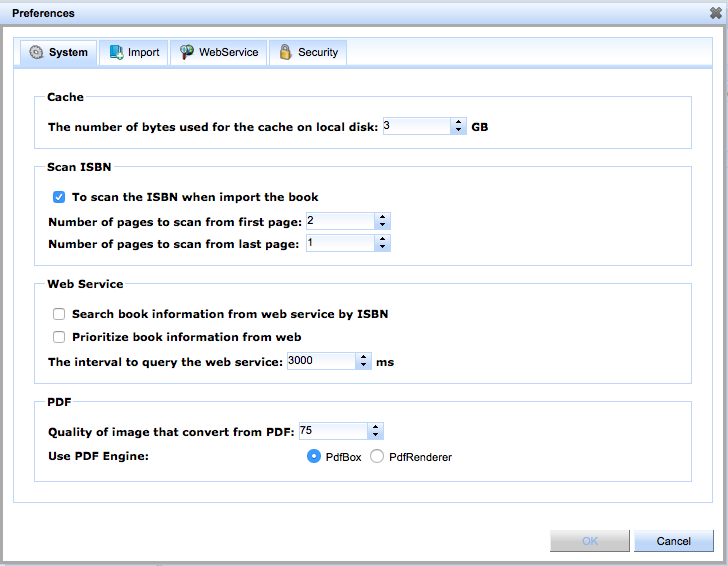 Preferences
System Import WebService Security
Cache
The number of bytes used for the cache on local disk: 3 GB
Scan ISBN
To scan the ISBN when import the book
Number of pages to scan from first page: 2
Number of pages to scan from last page: 1
Web Service
Search book information from web service by ISBN
Prioritize book information from web
The interval to query the web service: 3000 ms
PDF
Quality of image that convert from PDF: 75
Use PDF Engine: PdfBox PdfRenderer
OK Cancel